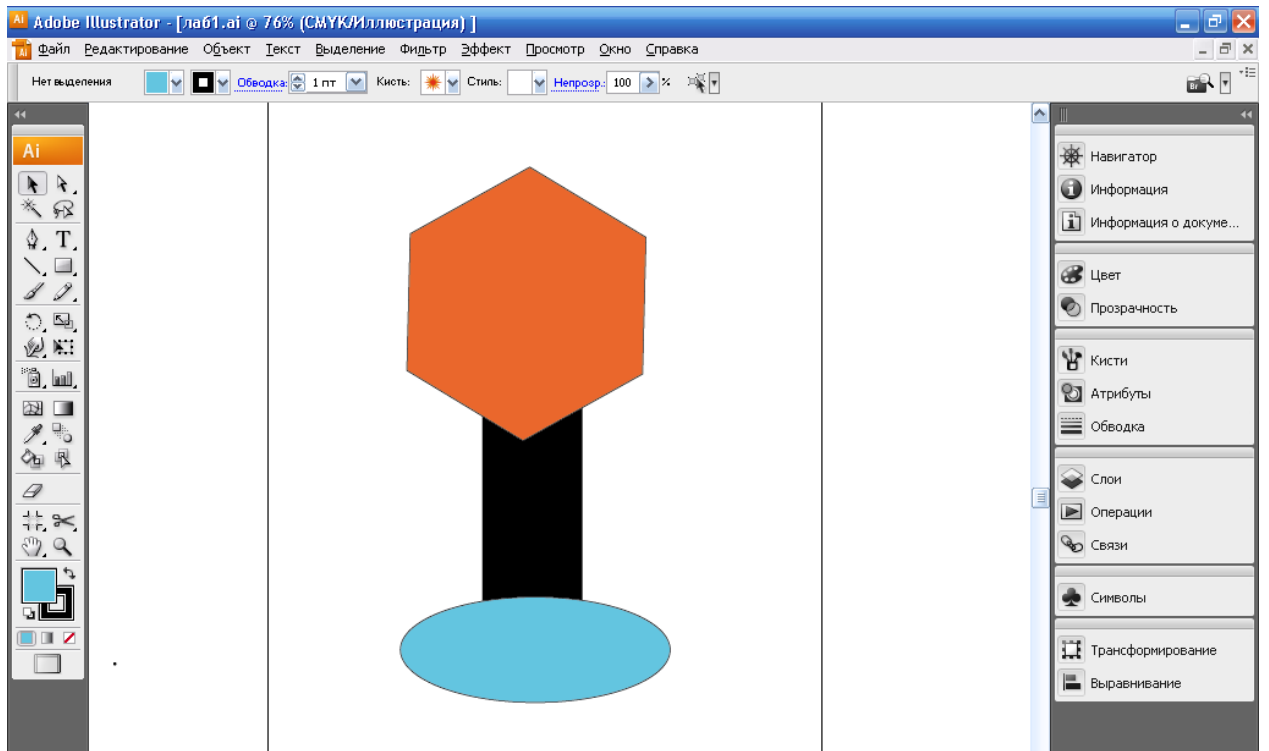 Ai Adobe Illustrator - [лаб1.ai @ 76% (CMYK/Иллюстрация) ]
Файл Редактирование Объект Текст Выделение Фильтр Эффект Просмотр Окно Справка
Нет выделения Обводка: 1 пт Кисть: Стиль: Непрозр.: 100 % Br
Ai
T
Навигатор
Информация
Информация о докуме...
Цвет
Прозрачность
Кисти
Атрибуты
Обводка
Слои
Операции
Связи
Символы
Трансформирование
Выравнивание